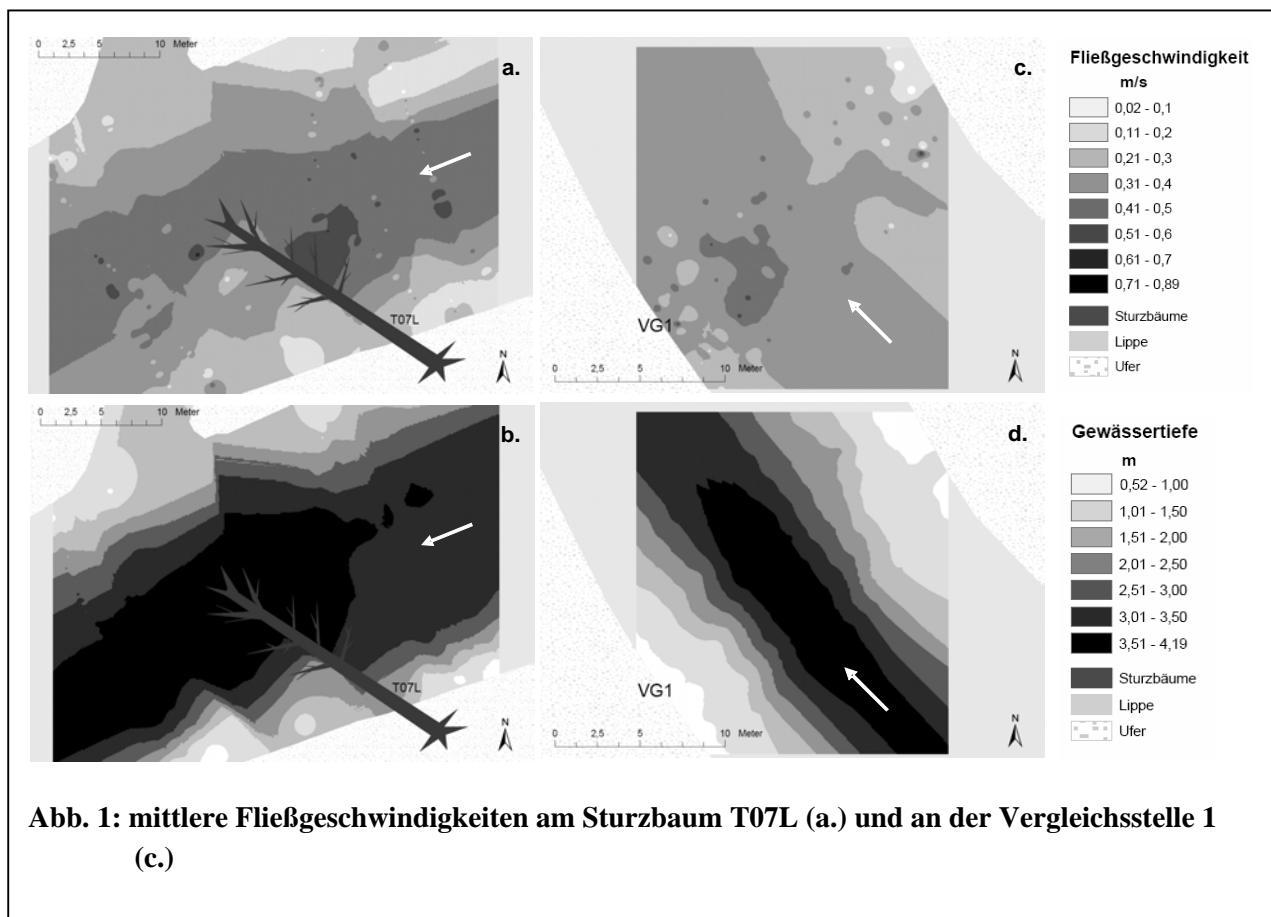 0 2,5 5 10 Meter
a.
T07L
N
c.
VG1
0 2,5 5 10 Meter
N
Fließgeschwindigkeit
m/s
0,02 - 0,1
0,11 - 0,2
0,21 - 0,3
0,31 - 0,4
0,41 - 0,5
0,51 - 0,6
0,61 - 0,7
0,71 - 0,89
Sturzbäume
Lippe
Ufer
0 2,5 5 10 Meter
b.
T07L
N
d.
VG1
0 2,5 5 10 Meter
N
Gewässertiefe
m
0,52 - 1,00
1,01 - 1,50
1,51 - 2,00
2,01 - 2,50
2,51 - 3,00
3,01 - 3,50
3,51 - 4,19
Sturzbäume
Lippe
Ufer
Abb. 1: mittlere Fließgeschwindigkeiten am Sturzbaum T07L (a.) und an der Vergleichsstelle 1
(c.)